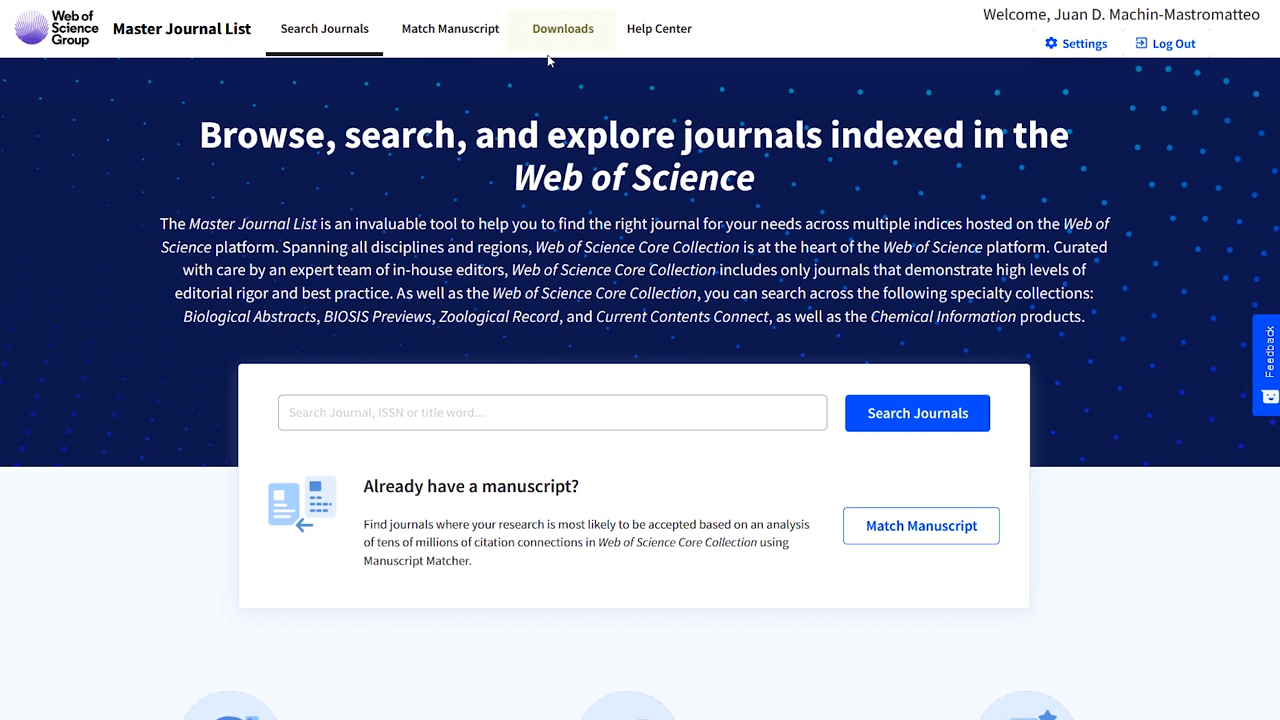 Web of
Science
Group
Master Journal List
Search Journals
Match Manuscript
Downloads
Help Center
Welcome, Juan D. Machin-Mastromatteo
Settings
Log Out
Browse, search, and explore journals indexed in the
Web of Science
The Master Journal List is an invaluable tool to help you to find the right journal for your needs across multiple indices hosted on the Web of
Science platform. Spanning all disciplines and regions, Web of Science Core Collection is at the heart of the Web of Science platform. Curated
with care by an expert team of in-house editors, Web of Science Core Collection includes only journals that demonstrate high levels of
editorial rigor and best practice. As well as the Web of Science Core Collection, you can search across the following specialty collections:
Biological Abstracts, BIOSIS Previews, Zoological Record, and Current Contents Connect, as well as the Chemical Information products.
Feedback
Search Journal, ISSN or title word...
Search Journals
Already have a manuscript?
Find journals where your research is most likely to be accepted based on an analysis
of tens of millions of citation connections in Web of Science Core Collection using
Manuscript Matcher.
Match Manuscript